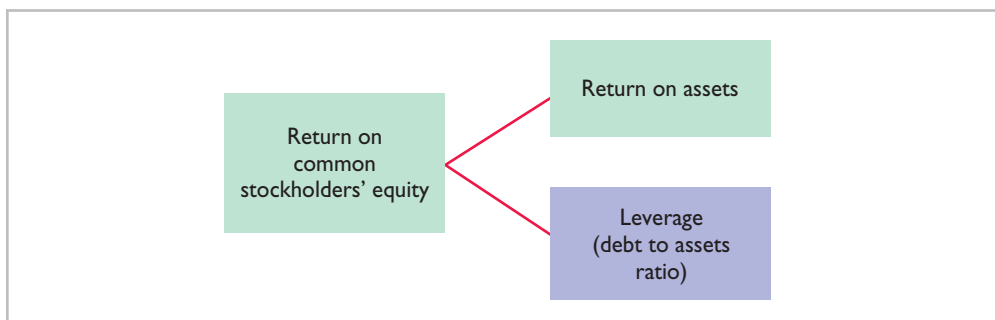 Return on assets
Return on
common
stockholders’ equity
Leverage
(debt to assets
ratio)